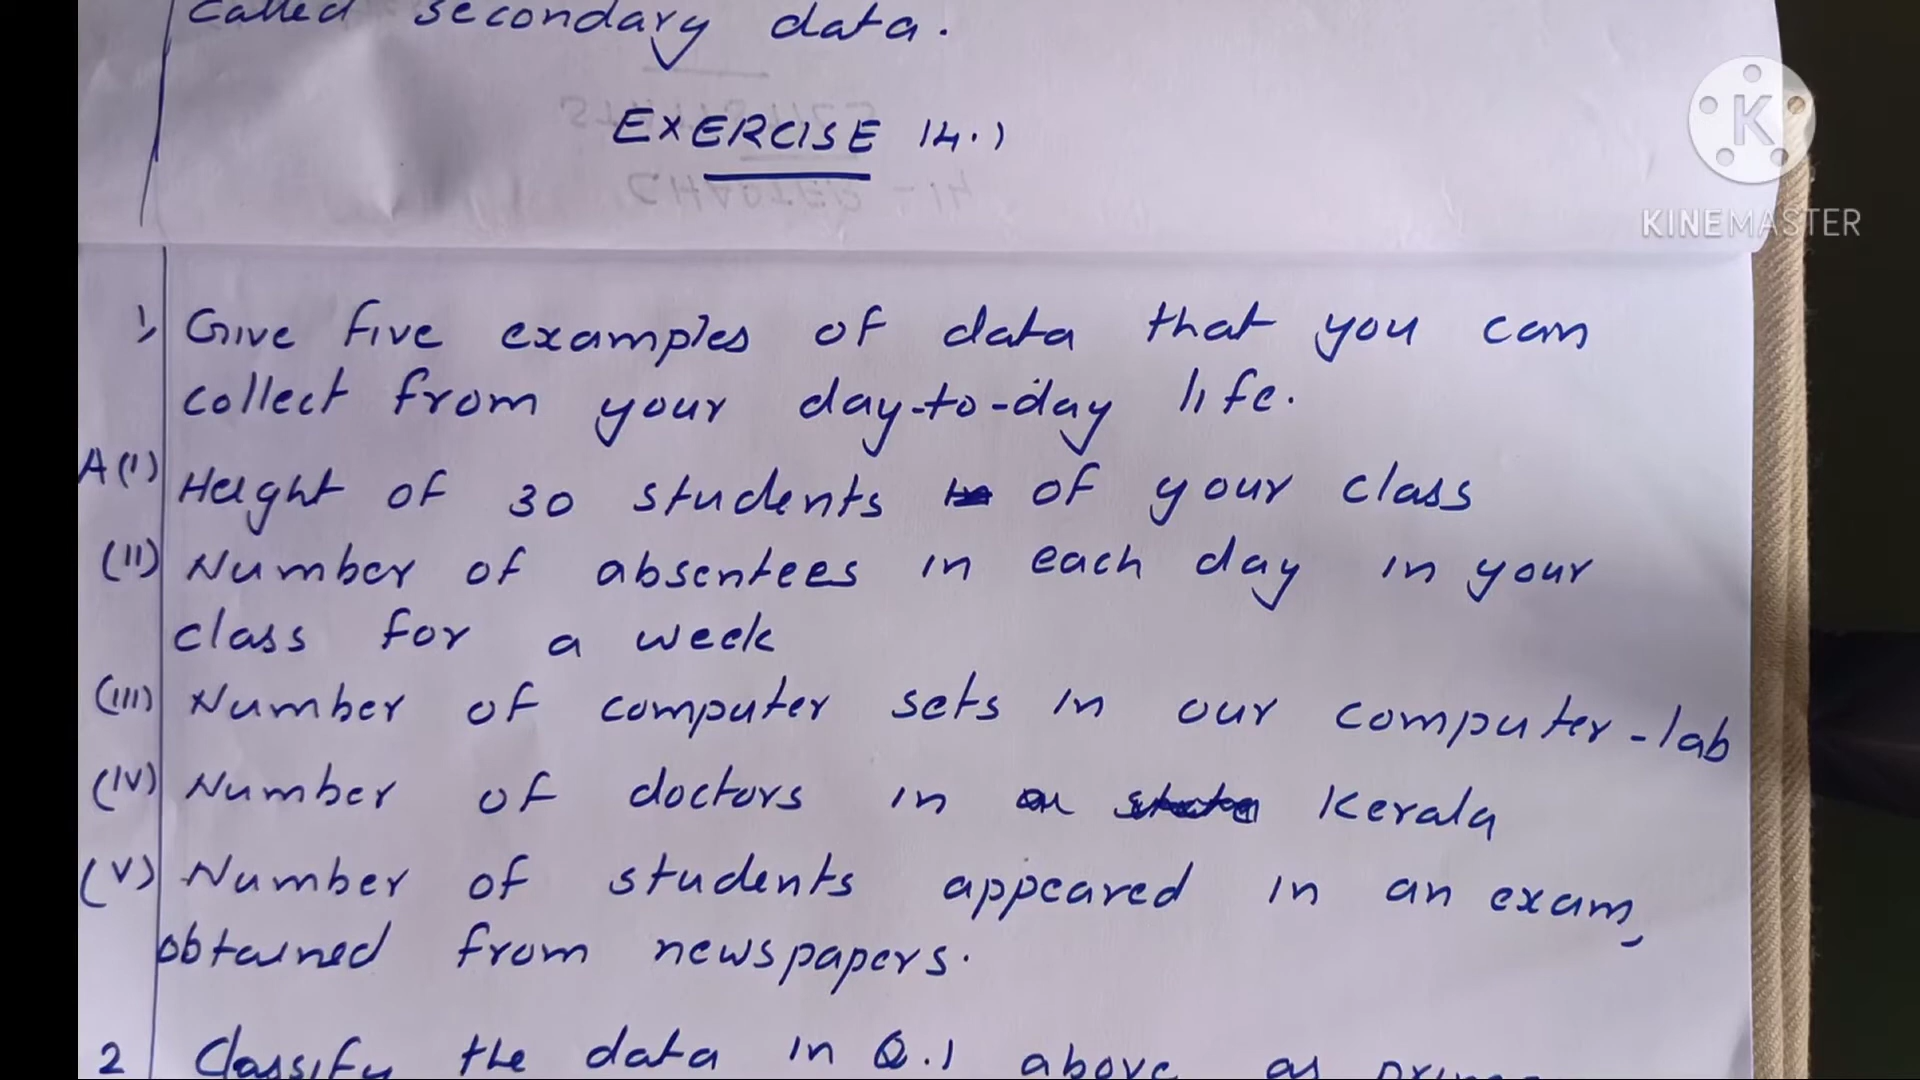 called secondary data.
EXERCISE 14.1
K
KINEMASTER
1, Give five examples of data that you can
collect from your day-to-day life.
A(i) Height of 30 students of your class
(ii) Number of absentees in each day in your
class for a week
(iii) Number of computer sets in our computer-lab
(iv) Number of doctors in Kerala
(v) Number of students appeared in an exam,
obtained from newspapers.
2 Classify the data in Q.1 above as